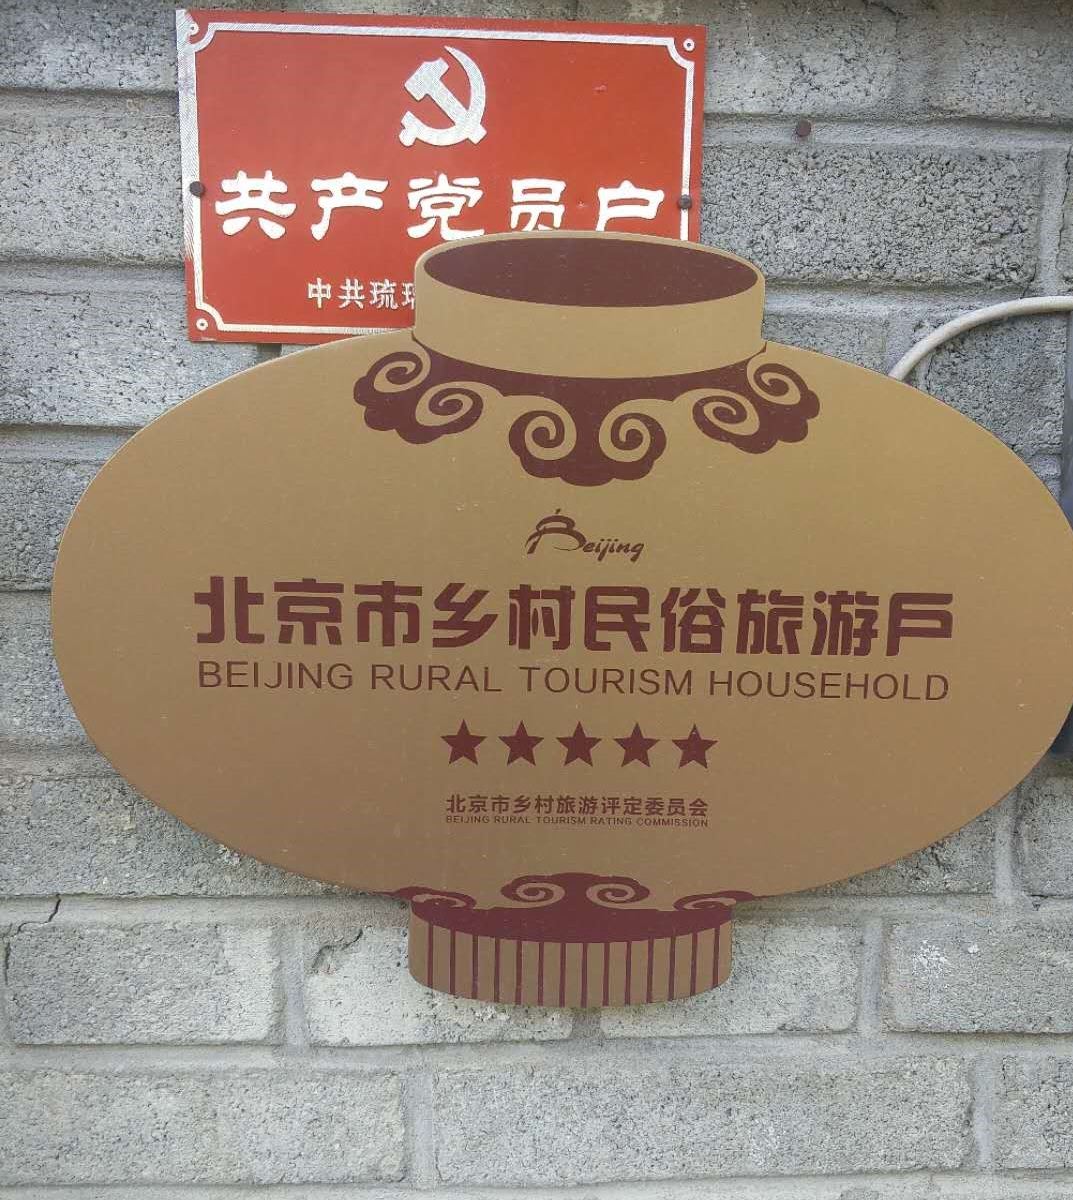 共产党员户
中共琉璃
Beijing
北京市乡村民俗旅游户
BEIJING RURAL TOURISM HOUSEHOLD
北京市乡村旅游评定委员会
BEIJING RURAL TOURISM RATING COMMISSION